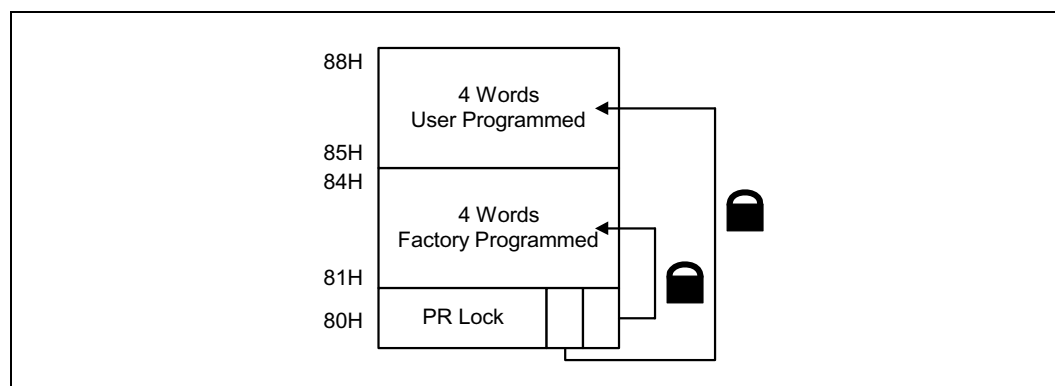 88H
4 Words
User Programmed
85H
84H
4 Words
Factory Programmed
81H
80H
PR Lock